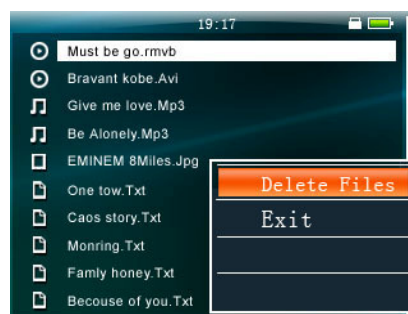 19:17
Must be go.rmvb
Bravant kobe.Avi
Give me love.Mp3
Be Alonely.Mp3
EMINEM 8Miles.Jpg
One tow.Txt
Delete Files
Caos story.Txt
Exit
Monring.Txt
Famly honey.Txt
Becouse of you.Txt